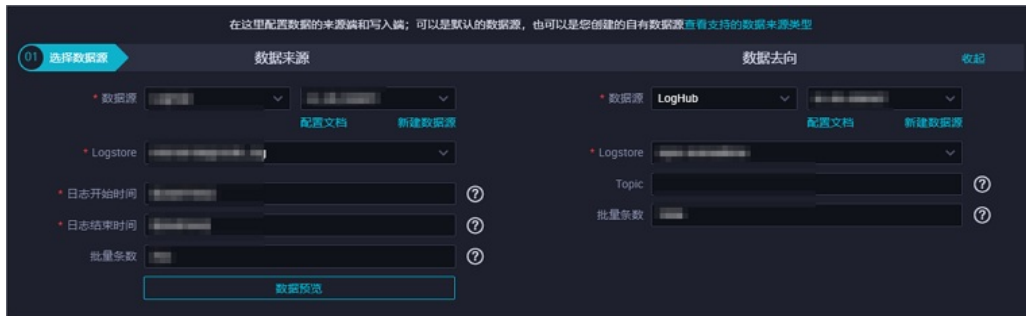 在这里配置数据的来源端和写入端；可以是默认的数据源，也可以是您创建的自有数据源查看支持的数据来源类型
01 选择数据源 数据来源 数据去向 收起
* 数据源
配置文档 新建数据源
* Logstore
* 日志开始时间 ?
* 日志结束时间 ?
批量条数 ?
数据预览
* 数据源 LogHub
配置文档 新建数据源
* Logstore
Topic ?
批量条数 ?